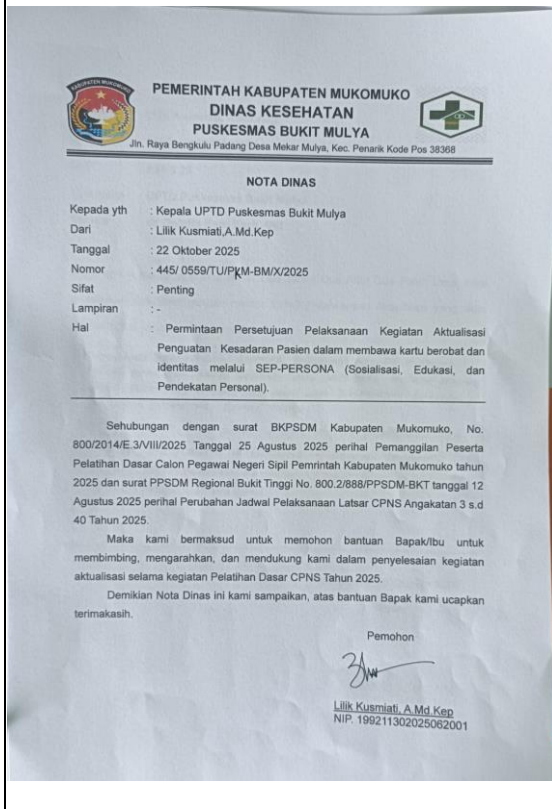 KABUPATEN MUKOMUKO
PEMERINTAH KABUPATEN MUKOMUKO
DINAS KESEHATAN
PUSKESMAS BUKIT MULYA
Jln. Raya Bengkulu Padang Desa Mekar Mulya, Kec. Penarik Kode Pos 38368
NOTA DINAS
Kepada yth : Kepala UPTD Puskesmas Bukit Mulya
Dari : Lilik Kusmiati,A.Md.Kep
Tanggal : 22 Oktober 2025
Nomor : 445/ 0559/TU/PKM-BM/X/2025
Sifat : Penting
Lampiran : -
Hal : Permintaan Persetujuan Pelaksanaan Kegiatan Aktualisasi
Penguatan Kesadaran Pasien dalam membawa kartu berobat dan
identitas melalui SEP-PERSONA (Sosialisasi, Edukasi, dan
Pendekatan Personal).
Sehubungan dengan surat BKPSDM Kabupaten Mukomuko, No.
800/2014/E.3/VIII/2025 Tanggal 25 Agustus 2025 perihal Pemanggilan Peserta
Pelatihan Dasar Calon Pegawai Negeri Sipil Pemrintah Kabupaten Mukomuko tahun
2025 dan surat PPSDM Regional Bukit Tinggi No. 800.2/888/PPSDM-BKT tanggal 12
Agustus 2025 perihal Perubahan Jadwal Pelaksanaan Latsar CPNS Angakatan 3 s.d
40 Tahun 2025.
Maka kami bermaksud untuk memohon bantuan Bapak/Ibu untuk
membimbing, mengarahkan, dan mendukung kami dalam penyelesaian kegiatan
aktualisasi selama kegiatan Pelatihan Dasar CPNS Tahun 2025.
Demikian Nota Dinas ini kami sampaikan, atas bantuan Bapak kami ucapkan
terimakasih.
Pemohon
Lilik Kusmiati, A.Md.Kep
NIP. 199211302025062001